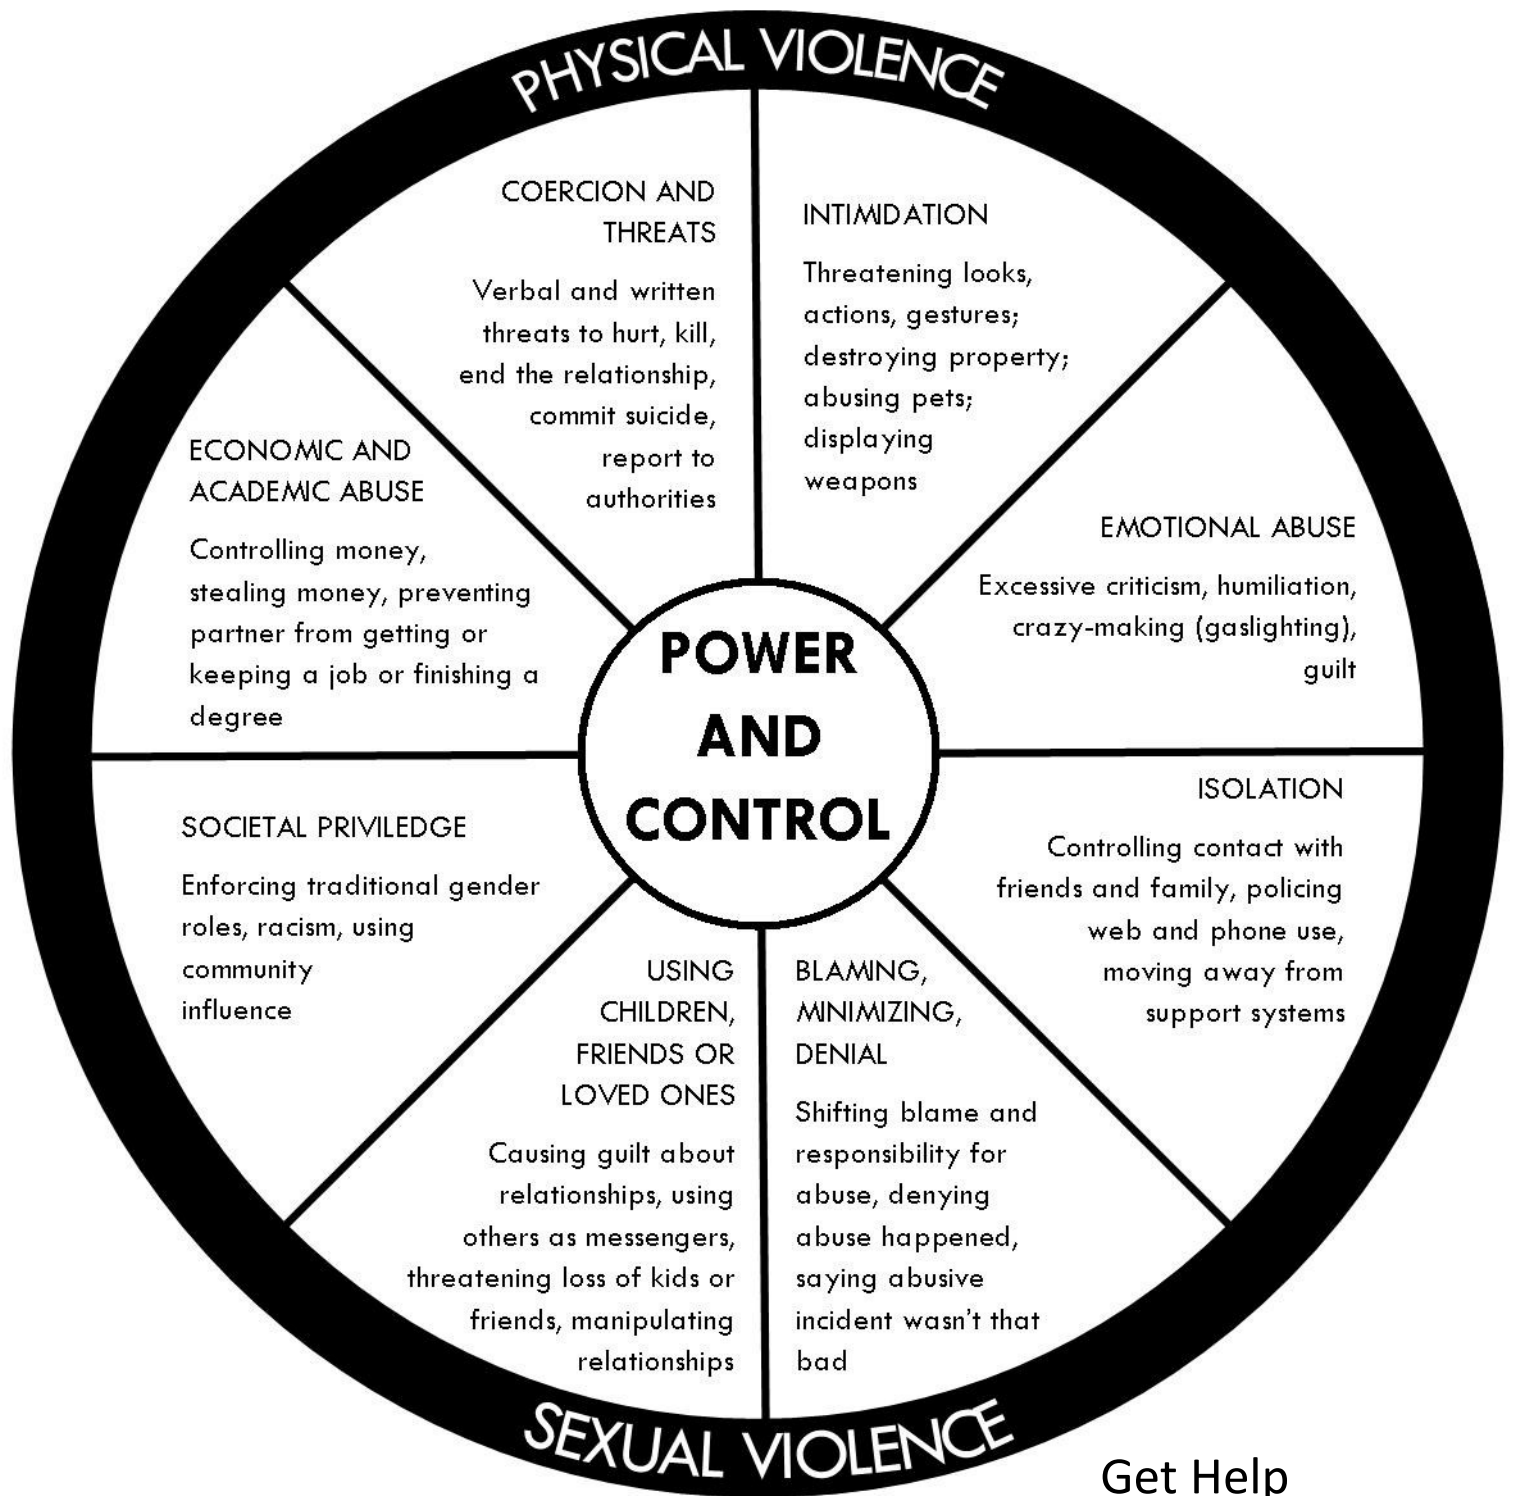 PHYSICAL VIOLENCE
COERCION AND
THREATS
Verbal and written
threats to hurt, kill,
end the relationship,
commit suicide,
report to
authorities
INTIMIDATION
Threatening looks,
actions, gestures;
destroying property;
abusing pets;
displaying
weapons
ECONOMIC AND
ACADEMIC ABUSE
Controlling money,
stealing money, preventing
partner from getting or
keeping a job or finishing a
degree
EMOTIONAL ABUSE
Excessive criticism, humiliation,
crazy-making (gaslighting),
guilt
POWER
AND
CONTROL
SOCIETAL PRIVILEDGE
Enforcing traditional gender
roles, racism, using
community
influence
ISOLATION
Controlling contact with
friends and family, policing
web and phone use,
moving away from
support systems
USING
CHILDREN,
FRIENDS OR
LOVED ONES
Causing guilt about
relationships, using
others as messengers,
threatening loss of kids or
friends, manipulating
relationships
BLAMING,
MINIMIZING,
DENIAL
Shifting blame and
responsibility for
abuse, denying
abuse happened,
saying abusive
incident wasn't that
bad
SEXUAL VIOLENCE
Get Help